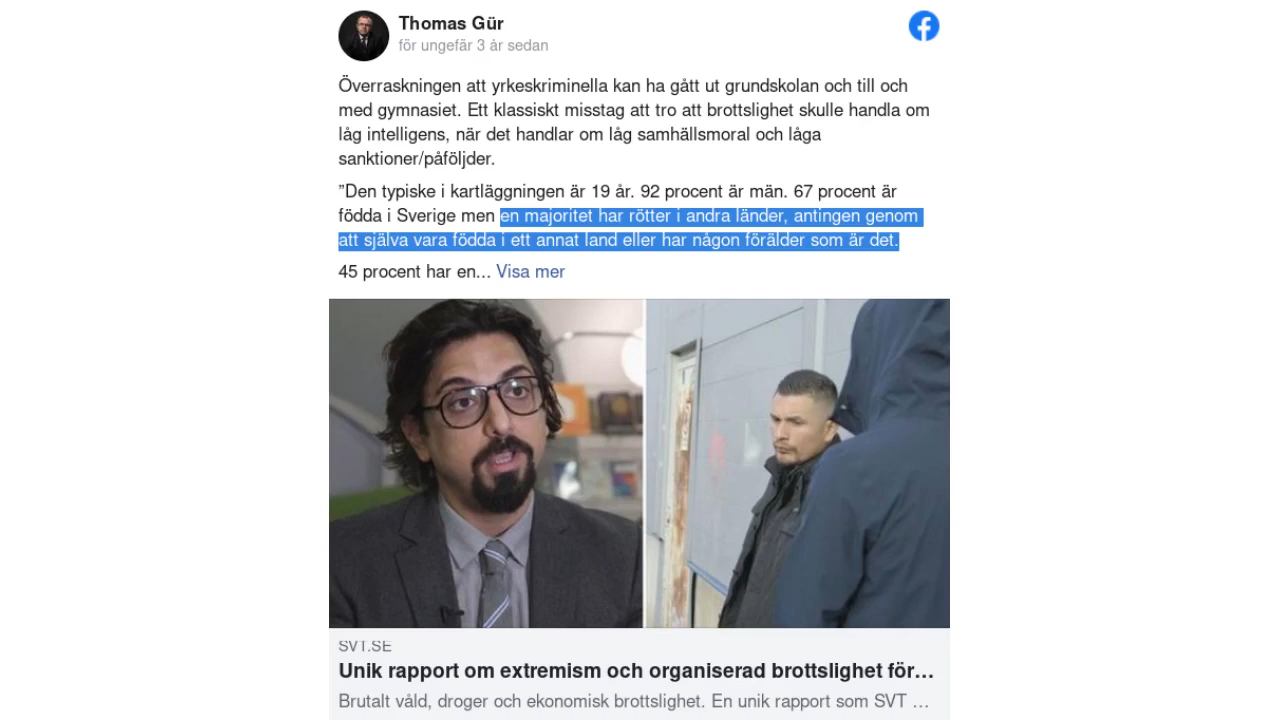 Thomas Gür
för ungefär 3 år sedan
Överraskningen att yrkeskriminella kan ha gått ut grundskolan och till och
med gymnasiet. Ett klassiskt misstag att tro att brottslighet skulle handla om
låg intelligens, när det handlar om låg samhällsmoral och låga
sanktioner/påföljder.
”Den typiske i kartläggningen är 19 år. 92 procent är män. 67 procent är
födda i Sverige men en majoritet har rötter i andra länder, antingen genom
att själva vara födda i ett annat land eller har någon förälder som är det.
45 procent har en... Visa mer
SVT.SE
Unik rapport om extremism och organiserad brottslighet för…
Brutalt våld, droger och ekonomisk brottslighet. En unik rapport som SVT …